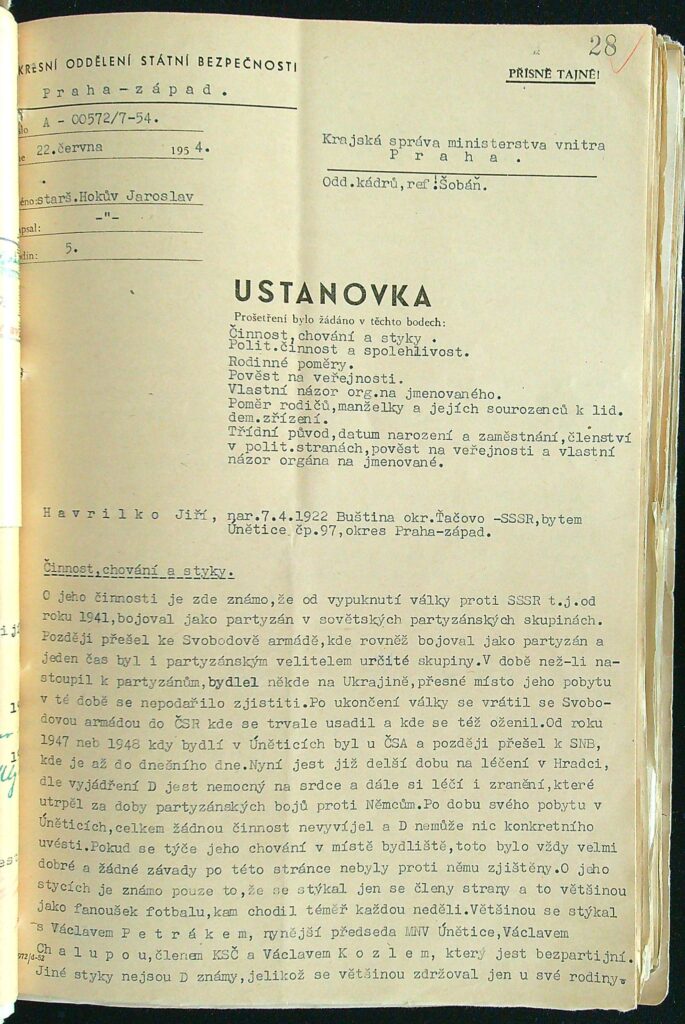 28
KRESNÍ ODDĚLENÍ STÁTNÍ BEZPEČNOSTI
Praha-západ.
PŘÍSNĚ TAJNÉ!
A - 00572/7-54.
22.června 1954.
Krajská správa ministerstva vnitra
Praha.
Odd.kádrů,ref:Šobáň.
starš.Hokův Jaroslav
psal: -"-
din: 5.
USTANOVKA
Prošetření bylo žádáno v těchto bodech:
Činnost,chování a styky .
Polit.činnost a spolehlivost.
Rodinné poměry.
Pověst na veřejnosti.
Vlastní názor org.na jmenovaného.
Poměr rodičů,manželky a jejích sourozenců k lid.
dem.zřízení.
Třídní původ,datum narození a zaměstnání,členství
v polit.stranách,pověst na veřejnosti a vlastní
názor orgána na jmenované.
Havrilko Jiří, nar.7.4.1922 Buština okr.Ťačovo -SSSR,bytem
Únětice čp.97,okres Praha-západ.
Činnost,chování a styky.
O jeho činnosti je zde známo,že od vypuknutí války proti SSSR t.j.od
roku 1941,bojoval jako partyzán v sovětských partyzánských skupinách.
Později přešel ke Svobodově armádě,kde rovněž bojoval jako partyzán a
jeden čas byl i partyzánským velitelem určité skupiny.V době než-li na-
stoupil k partyzánům,bydlel někde na Ukrajině,přesné místo jeho pobytu
v té době se nepodařilo zjistiti.Po ukončení války se vrátil se Svobo-
dovou armádou do ČSR kde se trvale usadil a kde se též oženil.Od roku
1947 neb 1948 kdy bydlí v Úněticích byl u ČSA a později přešel k SNB,
kde je až do dnešního dne.Nyní jest již delší dobu na léčení v Hradci,
dle vyjádření D jest nemocný na srdce a dále si léčí i zranění,které
utrpěl za doby partyzánských bojů proti Němcům.Po dobu svého pobytu v
Úněticích,celkem žádnou činnost nevyvíjel a D nemůže nic konkretního
uvésti.Pokud se týče jeho chování v místě bydliště,toto bylo vždy velmi
dobré a žádné závady po této stránce nebyly proti němu zjištěny.O jeho
stycích je známo pouze to,že se stýkal jen se členy strany a to většinou
jako fanoušek fotbalu,kam chodil téměř každou neděli.Většinou se stýkal
s Václavem Petrákem, nynější předseda MNV Únětice,Václavem
Chalupou,členem KSČ a Václavem Kozlem, který jest bezpartijní.
Jiné styky nejsou D známy,jelikož se většinou zdržoval jen u své rodiny.